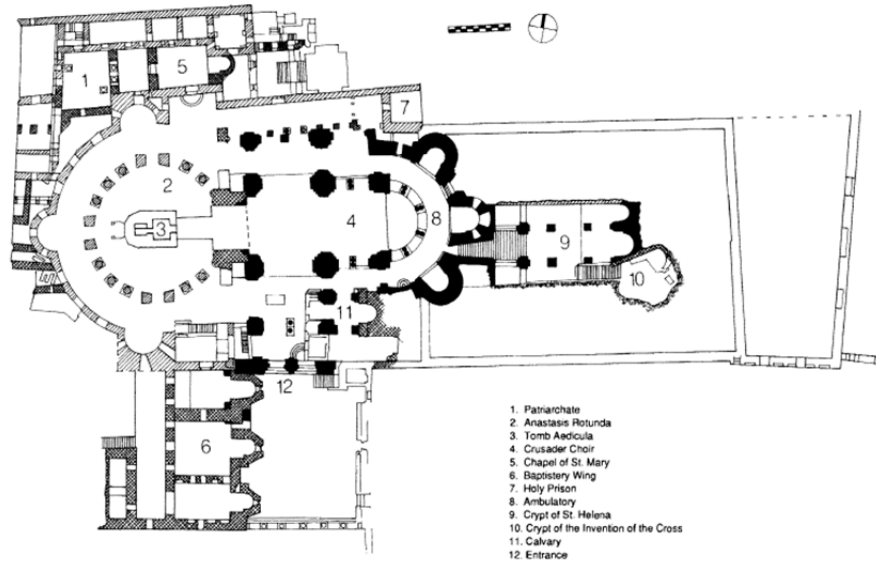 1
5
7
2
3
4
8
9
10
11
12
6
1. Patriarchate
2. Anastasis Rotunda
3. Tomb Aedicula
4. Crusader Choir
5. Chapel of St. Mary
6. Baptistery Wing
7. Holy Prison
8. Ambulatory
9. Crypt of St. Helena
10. Crypt of the Invention of the Cross
11. Calvary
12. Entrance